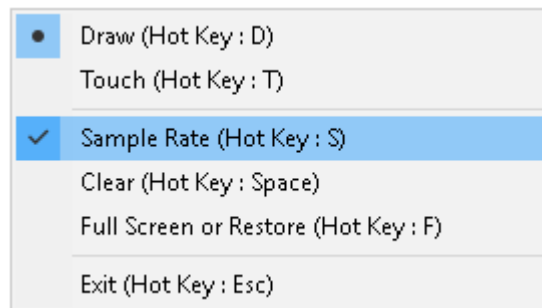 Draw (Hot Key : D)
Touch (Hot Key : T)
Sample Rate (Hot Key : S)
Clear (Hot Key : Space)
Full Screen or Restore (Hot Key : F)
Exit (Hot Key : Esc)